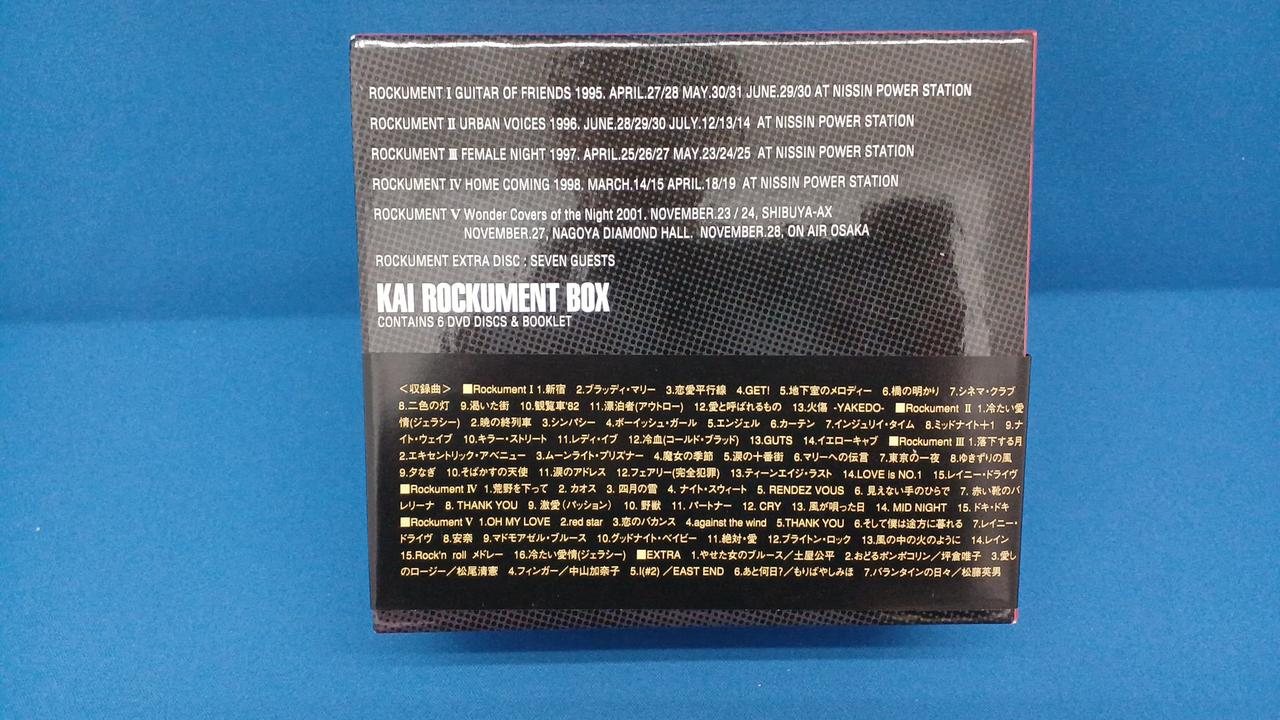 ROCKUMENT Ⅰ GUITAR OF FRIENDS 1995. APRIL.27/28 MAY.30/31 JUNE.29/30 AT NISSIN POWER STATION
ROCKUMENT Ⅱ URBAN VOICES 1996. JUNE.28/29/30 JULY.12/13/14 AT NISSIN POWER STATION
ROCKUMENT Ⅲ FEMALE NIGHT 1997. APRIL.25/26/27 MAY.23/24/25 AT NISSIN POWER STATION
ROCKUMENT Ⅳ HOME COMING 1998. MARCH.14/15 APRIL.18/19 AT NISSIN POWER STATION
ROCKUMENT Ⅴ Wonder Covers of the Night 2001. NOVEMBER.23 / 24, SHIBUYA-AX
NOVEMBER.27, NAGOYA DIAMOND HALL. NOVEMBER.28, ON AIR OSAKA
ROCKUMENT EXTRA DISC : SEVEN GUESTS
KAI ROCKUMENT BOX
CONTAINS 6 DVD DISCS & BOOKLET
＜収録曲＞ ■Rockument Ⅰ 1.新宿 2.ブラッディ・マリー 3.恋愛平行線 4.GET! 5.地下室のメロディー 6.橋の明かり 7.シネマ・クラブ
8.二色の灯 9.渇いた街 10.観覧車'82 11.漂泊者(アウトロー) 12.愛と呼ばれるもの 13.火傷 -YAKEDO- ■Rockument Ⅱ 1.冷たい愛
情(ジェラシー) 2.暁の終列車 3.シンパシー 4.ボーイッシュ・ガール 5.エンジェル 6.カーテン 7.インジュリィ・タイム 8.ミッドナイト+1 9.ナ
イト・ウェイブ 10.キラー・ストリート 11.レディ・イブ 12.冷血(コールド・ブラッド) 13.GUTS 14.イエローキャブ ■Rockument Ⅲ 1.落下する月
2.エキセントリック・アベニュー 3.ムーンライト・プリズナー 4.魔女の季節 5.涙の十番街 6.マリーへの伝言 7.東京の一夜 8.ゆきずりの風
9.夕なぎ 10.そばかすの天使 11.涙のアドレス 12.フェアリー(完全犯罪) 13.ティーンエイジ・ラスト 14.LOVE is NO.1 15.レイニー・ドライヴ
■Rockument Ⅳ 1.荒野を下って 2. カオス 3. 四月の雪 4. ナイト・スウィート 5. RENDEZ VOUS 6. 見えない手のひらで 7. 赤い靴のバ
レリーナ 8. THANK YOU 9. 激愛(パッション) 10. 野獣 11. パートナー 12. CRY 13. 風が唄った日 14. MID NIGHT 15. ドキ・ドキ
■Rockument Ⅴ 1.OH MY LOVE 2.red star 3.恋のバカンス 4.against the wind 5.THANK YOU 6.そして僕は途方に暮れる 7.レイニー・
ドライヴ 8.安奈 9.マドモアゼル・ブルース 10.グッドナイト・ベイビー 11.絶対・愛 12.ブライトン・ロック 13.風の中の火のように 14.レイン
15.Rock'n roll メドレー 16.冷たい愛情(ジェラシー) ■EXTRA 1.やせた女のブルース／土屋公平 2.おどるポンポコリン／坪倉唯子 3.愛し
のロージー／松尾清憲 4.フィンガー／中山加奈子 5.I(#2) ／EAST END 6.あと何日?／もりばやしみほ 7.バランタインの日々／松藤英男